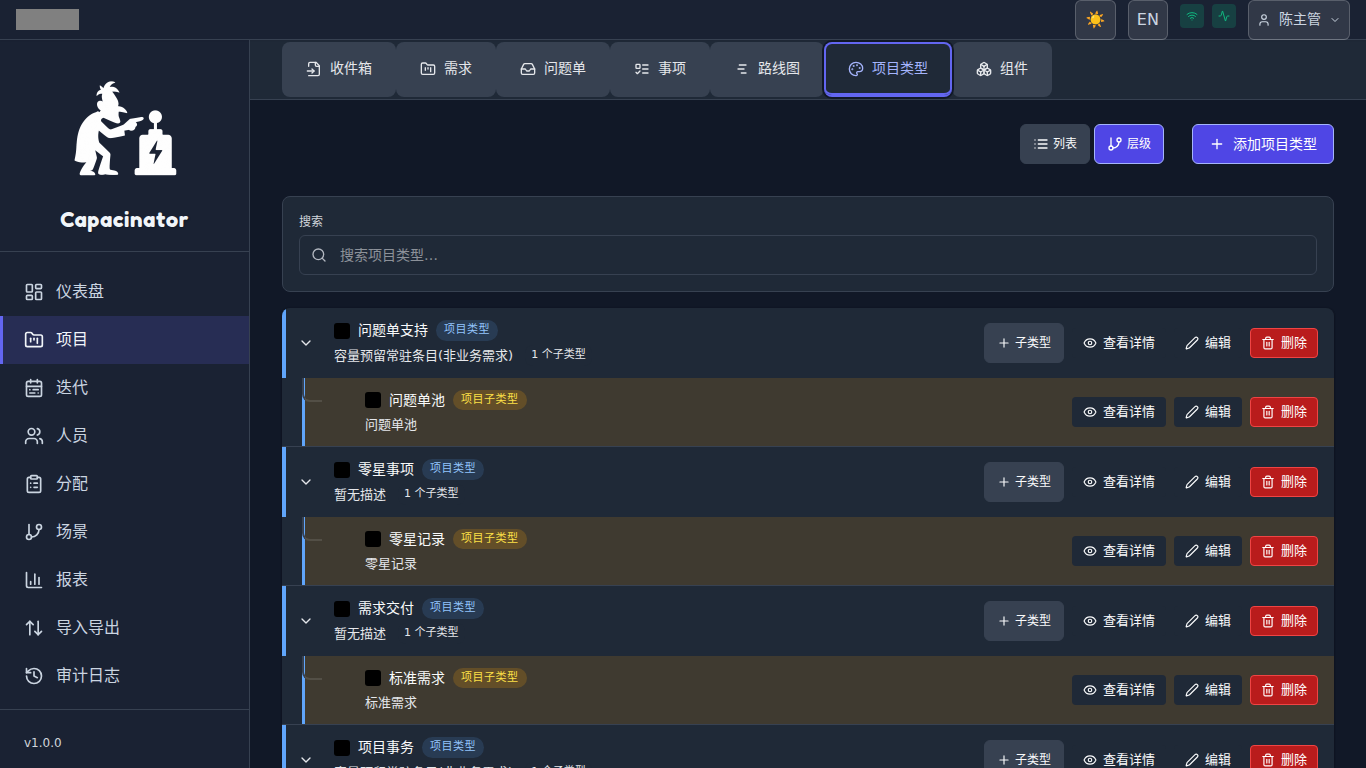 EN
陈主管
Capacinator
仪表盘
项目
迭代
人员
分配
场景
报表
导入导出
审计日志
v1.0.0
收件箱
需求
问题单
事项
路线图
项目类型
组件
列表
层级
添加项目类型
搜索
搜索项目类型...
问题单支持 项目类型
容量预留常驻条目(非业务需求) 1 个子类型
子类型 查看详情 编辑 删除
问题单池 项目子类型
问题单池
查看详情 编辑 删除
零星事项 项目类型
暂无描述 1 个子类型
子类型 查看详情 编辑 删除
零星记录 项目子类型
零星记录
查看详情 编辑 删除
需求交付 项目类型
暂无描述 1 个子类型
子类型 查看详情 编辑 删除
标准需求 项目子类型
标准需求
查看详情 编辑 删除
项目事务 项目类型
子类型 查看详情 编辑 删除